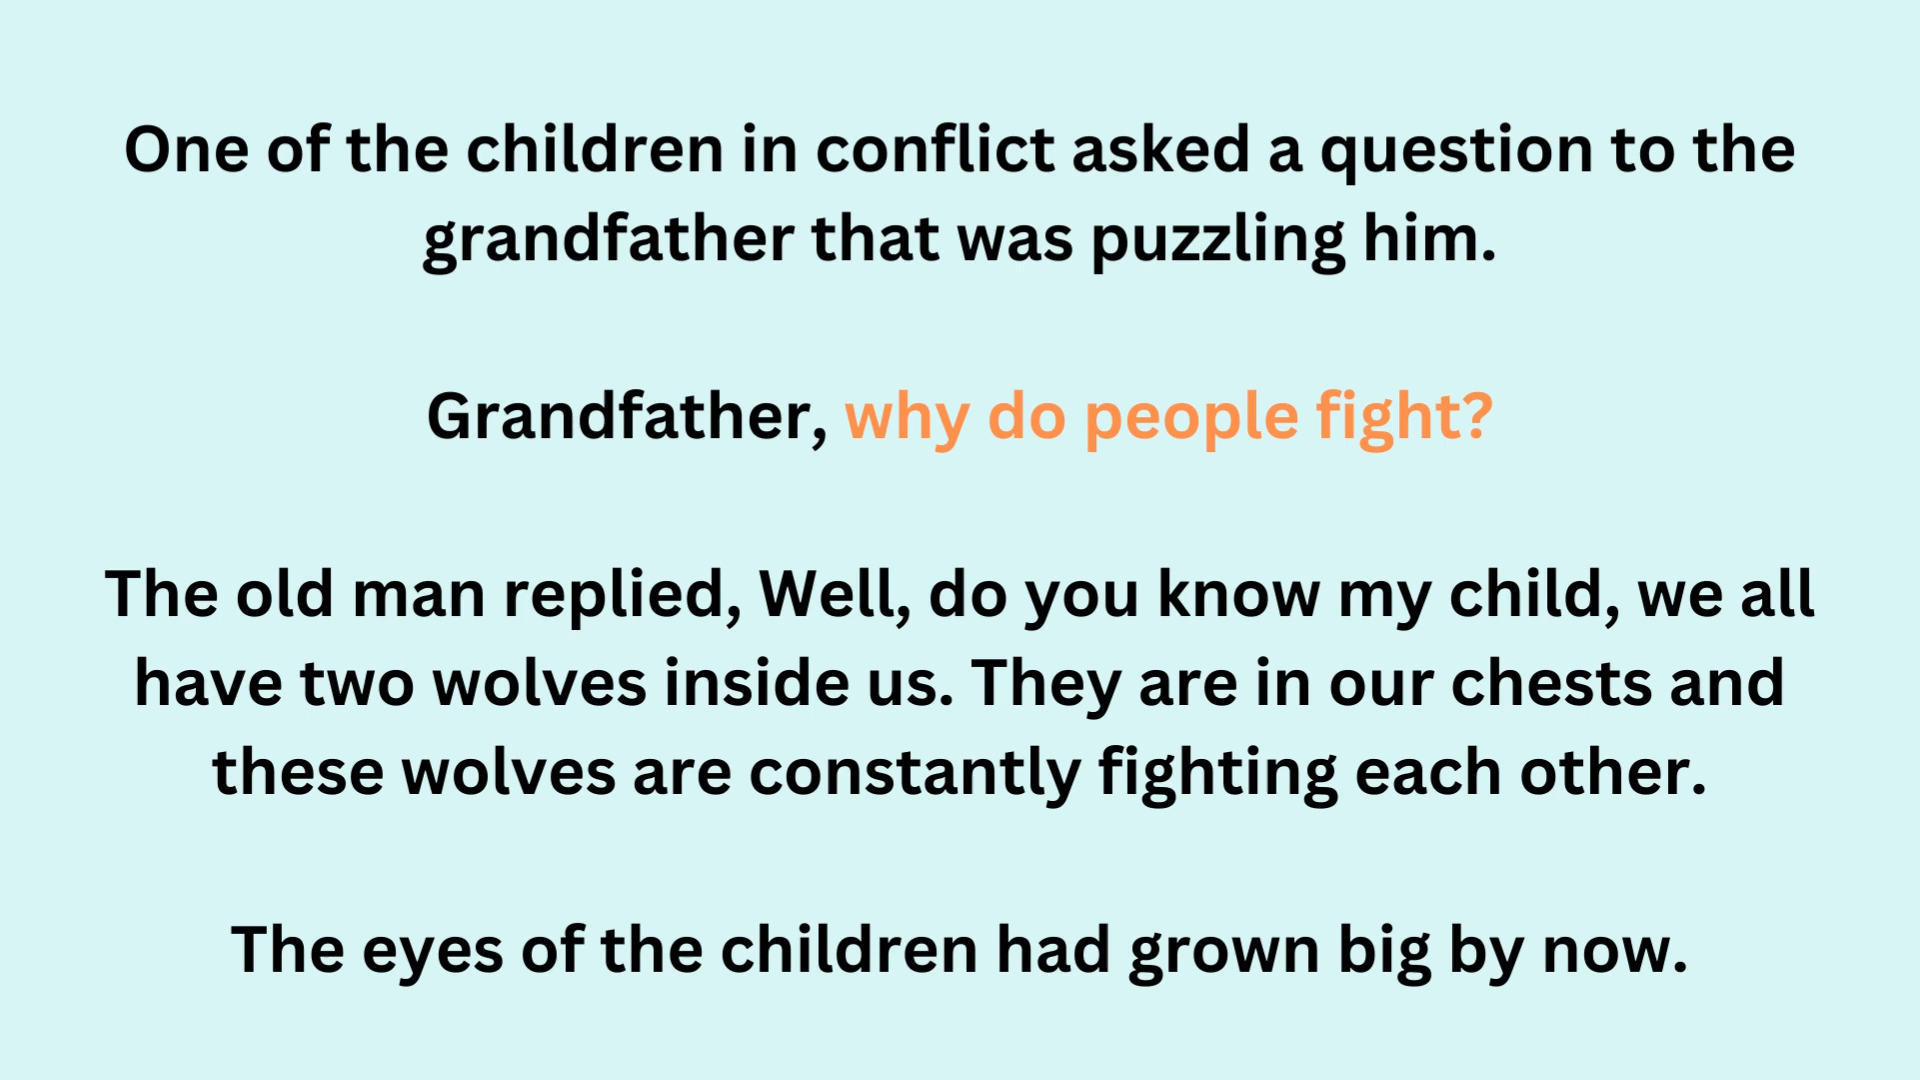 One of the children in conflict asked a question to the
grandfather that was puzzling him.
Grandfather, why do people fight?
The old man replied, Well, do you know my child, we all
have two wolves inside us. They are in our chests and
these wolves are constantly fighting each other.
The eyes of the children had grown big by now.